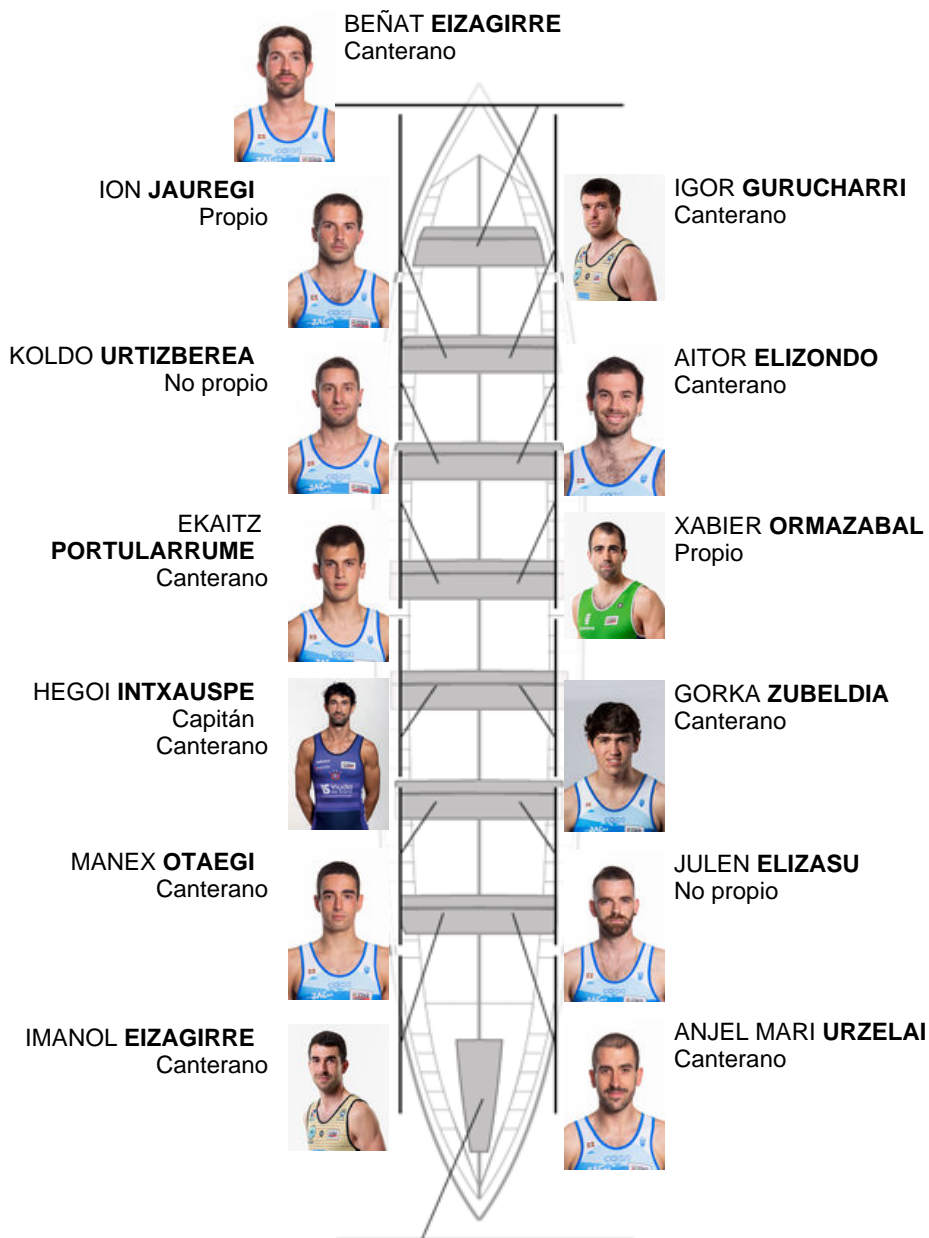 BEÑAT EIZAGIRRE
Canterano
ION JAUREGI
Propio
IGOR GURUCHARRI
Canterano
KOLDO URTIZBEREA
No propio
AITOR ELIZONDO
Canterano
EKAITZ
PORTULARRUME
Canterano
XABIER ORMAZABAL
Propio
HEGOI INTXAUSPE
Capitán
Canterano
GORKA ZUBELDIA
Canterano
MANEX OTAEGI
Canterano
JULEN ELIZASU
No propio
IMANOL EIZAGIRRE
Canterano
ANJEL MARI URZELAI
Canterano